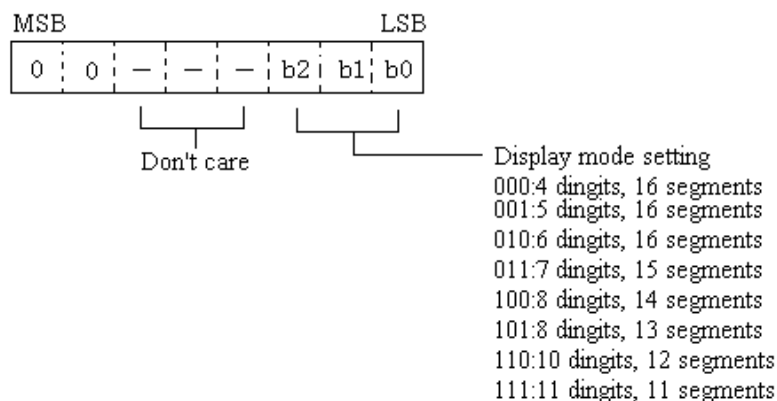 MSB LSB
0 0 – – – b2 b1 b0
Don't care
Display mode setting
000:4 dingits, 16 segments
001:5 dingits, 16 segments
010:6 dingits, 16 segments
011:7 dingits, 15 segments
100:8 dingits, 14 segments
101:8 dingits, 13 segments
110:10 dingits, 12 segments
111:11 dingits, 11 segments